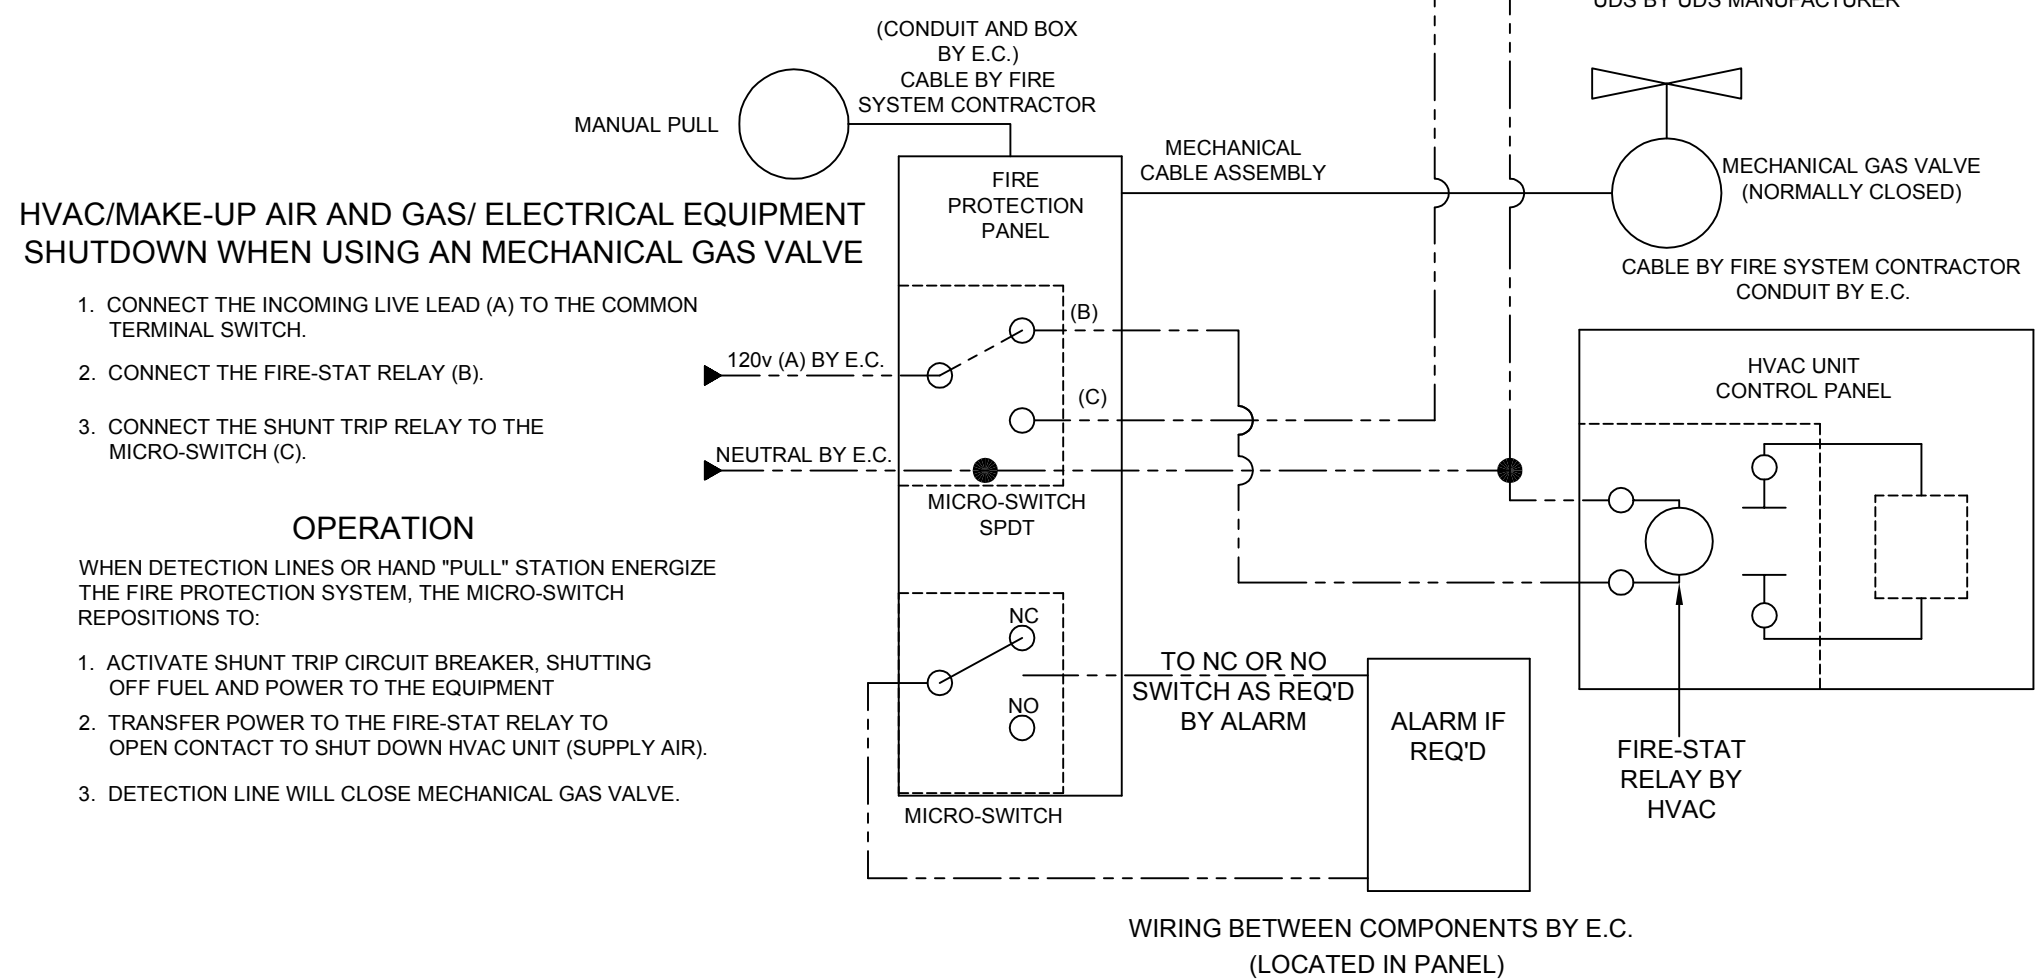 UDS BY UDS MANUFACTURER
(CONDUIT AND BOX
BY E.C.)
CABLE BY FIRE
SYSTEM CONTRACTOR
MANUAL PULL
MECHANICAL
CABLE ASSEMBLY
MECHANICAL GAS VALVE
(NORMALLY CLOSED)
FIRE
PROTECTION
PANEL
HVAC/MAKE-UP AIR AND GAS/ ELECTRICAL EQUIPMENT
SHUTDOWN WHEN USING AN MECHANICAL GAS VALVE
CABLE BY FIRE SYSTEM CONTRACTOR
CONDUIT BY E.C.
1. CONNECT THE INCOMING LIVE LEAD (A) TO THE COMMON
TERMINAL SWITCH.
2. CONNECT THE FIRE-STAT RELAY (B).
3. CONNECT THE SHUNT TRIP RELAY TO THE
MICRO-SWITCH (C).
(B)
120v (A) BY E.C.
(C)
NEUTRAL BY E.C.
MICRO-SWITCH
SPDT
HVAC UNIT
CONTROL PANEL
OPERATION
WHEN DETECTION LINES OR HAND "PULL" STATION ENERGIZE
THE FIRE PROTECTION SYSTEM, THE MICRO-SWITCH
REPOSITIONS TO:
1. ACTIVATE SHUNT TRIP CIRCUIT BREAKER, SHUTTING
OFF FUEL AND POWER TO THE EQUIPMENT
2. TRANSFER POWER TO THE FIRE-STAT RELAY TO
OPEN CONTACT TO SHUT DOWN HVAC UNIT (SUPPLY AIR).
3. DETECTION LINE WILL CLOSE MECHANICAL GAS VALVE.
NC
NO
MICRO-SWITCH
TO NC OR NO
SWITCH AS REQ'D
BY ALARM
ALARM IF
REQ'D
FIRE-STAT
RELAY BY
HVAC
WIRING BETWEEN COMPONENTS BY E.C.
(LOCATED IN PANEL)